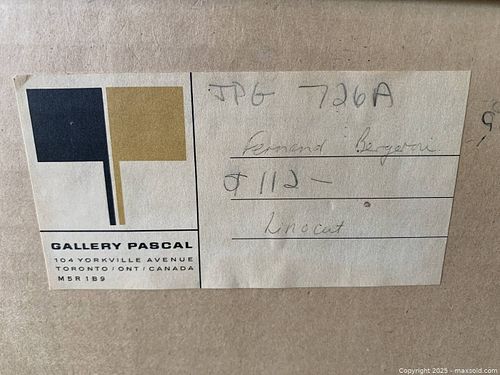 GALLERY PASCAL
104 YORKVILLE AVENUE
TORONTO / ONT / CANADA
M5R 1B9
JPG 726A
Fernand Bergeron
$ 112 —
Linocut
Copyright 2025 - maxsold.com